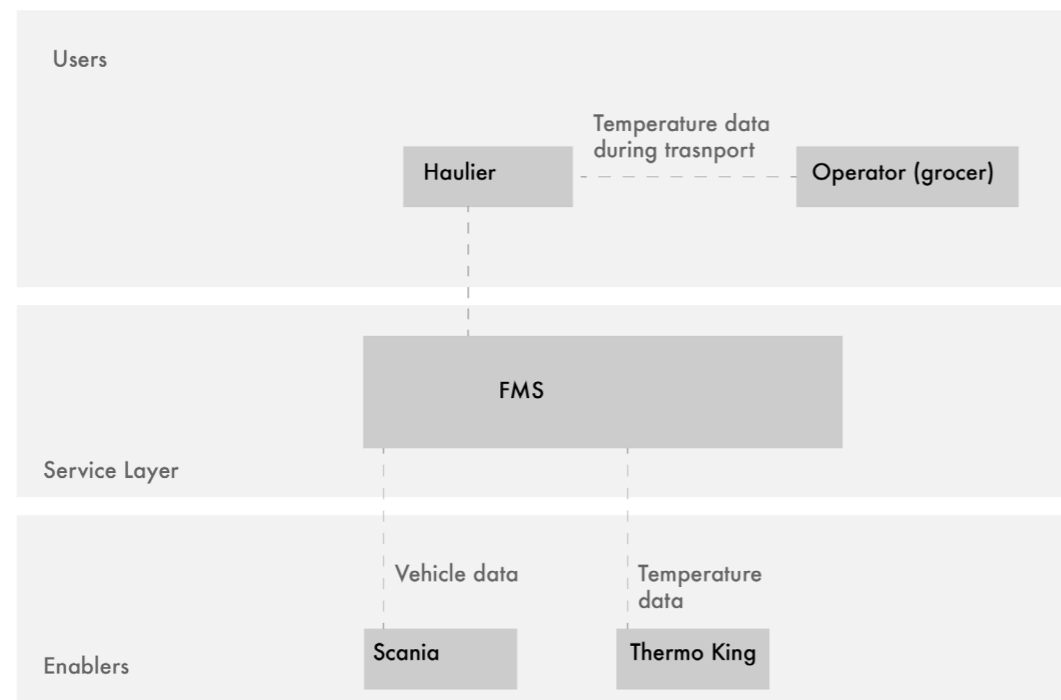 Users
Temperature data
during trasnport
Haulier
Operator (grocer)
FMS
Service Layer
Vehicle data
Temperature
data
Scania
Thermo King
Enablers